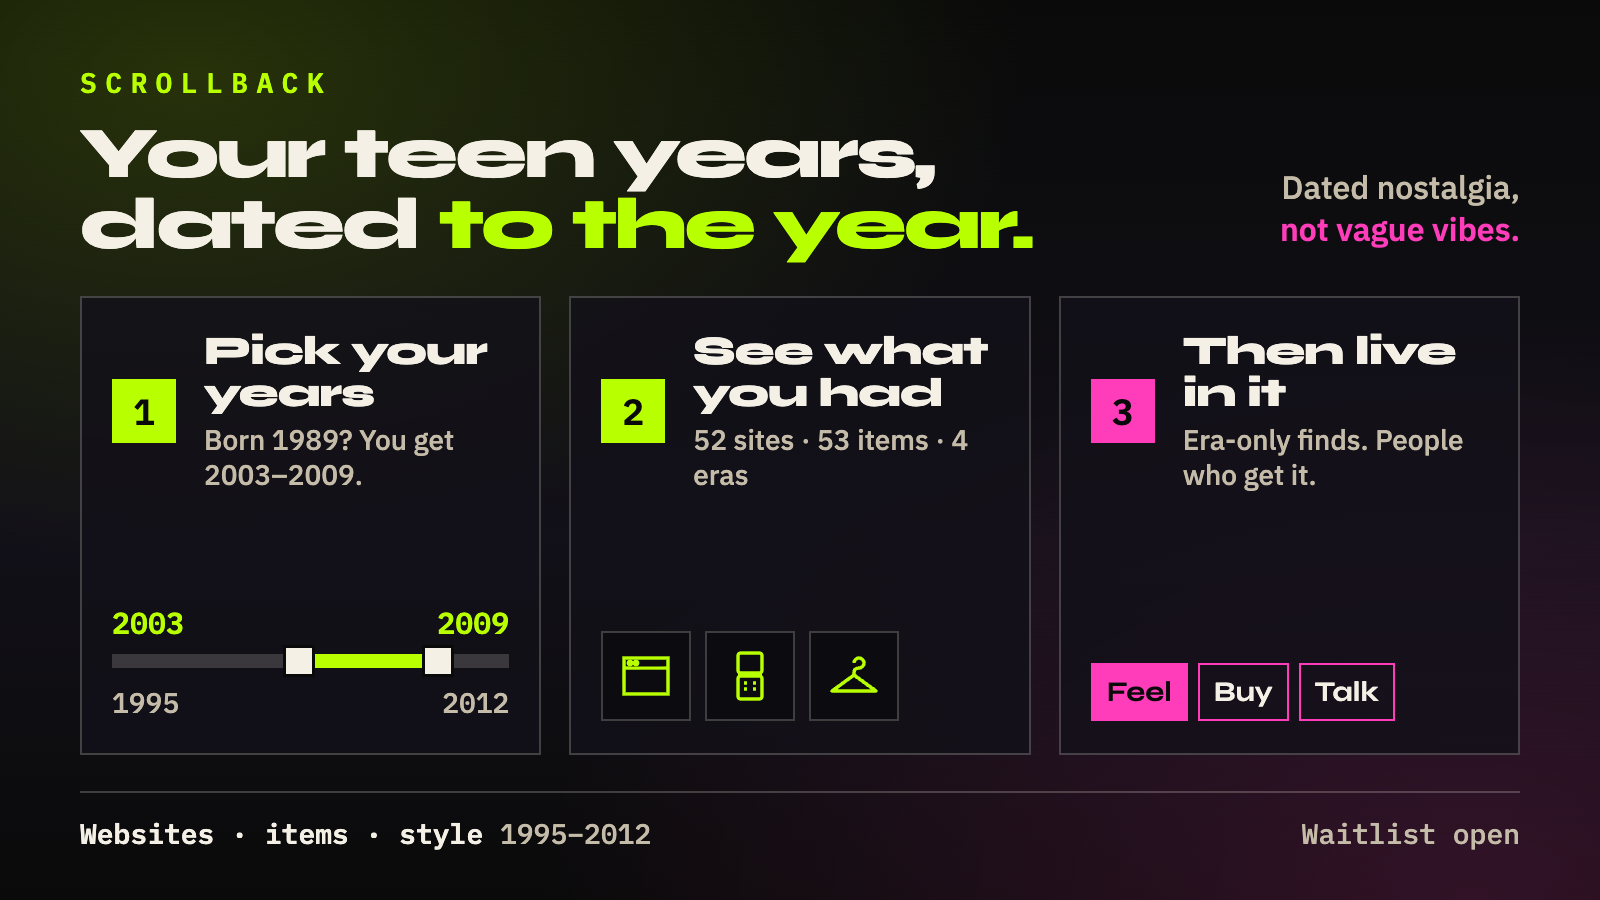 SCROLLBACK
Your teen years,
dated to the year.
Dated nostalgia,
not vague vibes.
1
Pick your
years
Born 1989? You get
2003–2009.
2003
2009
1995
2012
2
See what
you had
52 sites · 53 items · 4
eras
3
Then live
in it
Era-only finds. People
who get it.
Feel
Buy
Talk
Websites · items · style 1995–2012
Waitlist open